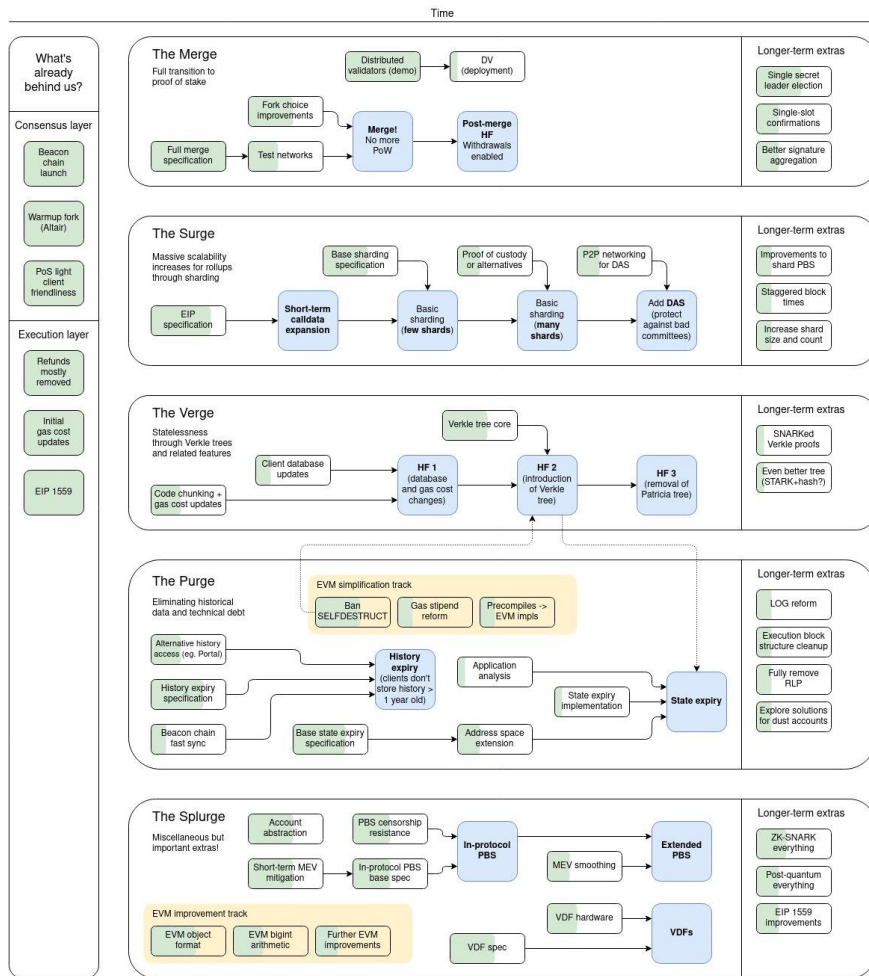 Time
What's
already
behind us?
Consensus layer
Beacon
chain
launch
Warmup fork
(Altair)
PoS light
client
friendliness
Execution layer
Refunds
mostly
removed
Initial
gas cost
updates
EIP 1559
The Merge
Full transition to
proof of stake
Distributed
validators (demo)
DV
(deployment)
Fork choice
improvements
Full merge
specification
Test networks
Merge!
No more
PoW
Post-merge
HF
Withdrawals
enabled
Longer-term extras
Single secret
leader election
Single-slot
confirmations
Better signature
aggregation
The Surge
Massive scalability
increases for rollups
through sharding
Base sharding
specification
Proof of custody
or alternatives
P2P networking
for DAS
EIP
specification
Short-term
calldata
expansion
Basic
sharding
(few shards)
Basic
sharding
(many
shards)
Add DAS
(protect
against bad
committees)
Longer-term extras
Improvements to
shard PBS
Staggered block
times
Increase shard
size and count
The Verge
Statelessness
through Verkle trees
and related features
Verkle tree core
Client database
updates
Code chunking +
gas cost updates
HF 1
(database
and gas cost
changes)
HF 2
(introduction
of Verkle
tree)
HF 3
(removal of
Patricia tree)
Longer-term extras
SNARKed
Verkle proofs
Even better tree
(STARK+hash?)
The Purge
Eliminating historical
data and technical debt
EVM simplification track
Ban
SELFDESTRUCT
Gas stipend
reform
Precompiles ->
EVM impls
Alternative history
access (eg. Portal)
History expiry
specification
Beacon chain
fast sync
History
expiry
(clients don't
store history >
1 year old)
Base state expiry
specification
Application
analysis
State expiry
implementation
Address space
extension
State expiry
Longer-term extras
LOG reform
Execution block
structure cleanup
Fully remove
RLP
Explore solutions
for dust accounts
The Splurge
Miscellaneous but
important extras!
Account
abstraction
PBS censorship
resistance
Short-term MEV
mitigation
In-protocol PBS
base spec
In-protocol
PBS
MEV smoothing
Extended
PBS
EVM improvement track
EVM object
format
EVM bigint
arithmetic
Further EVM
improvements
VDF hardware
VDF spec
VDFs
Longer-term extras
ZK-SNARK
everything
Post-quantum
everything
EIP 1559
improvements